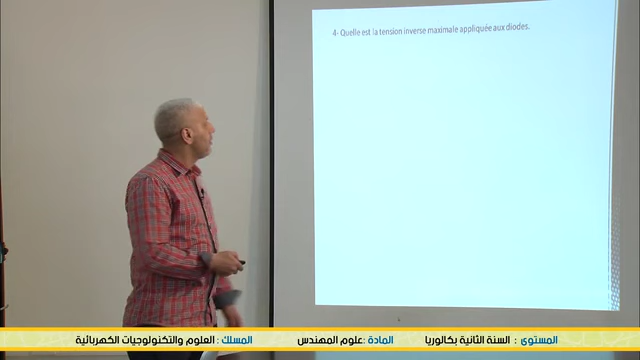 4- Quelle est la tension inverse maximale appliquée aux diodes.
المستوى : السنة الثانية بكالوريا المادة : علوم المهندس المسلك : العلوم والتكنولوجيات الكهربائية